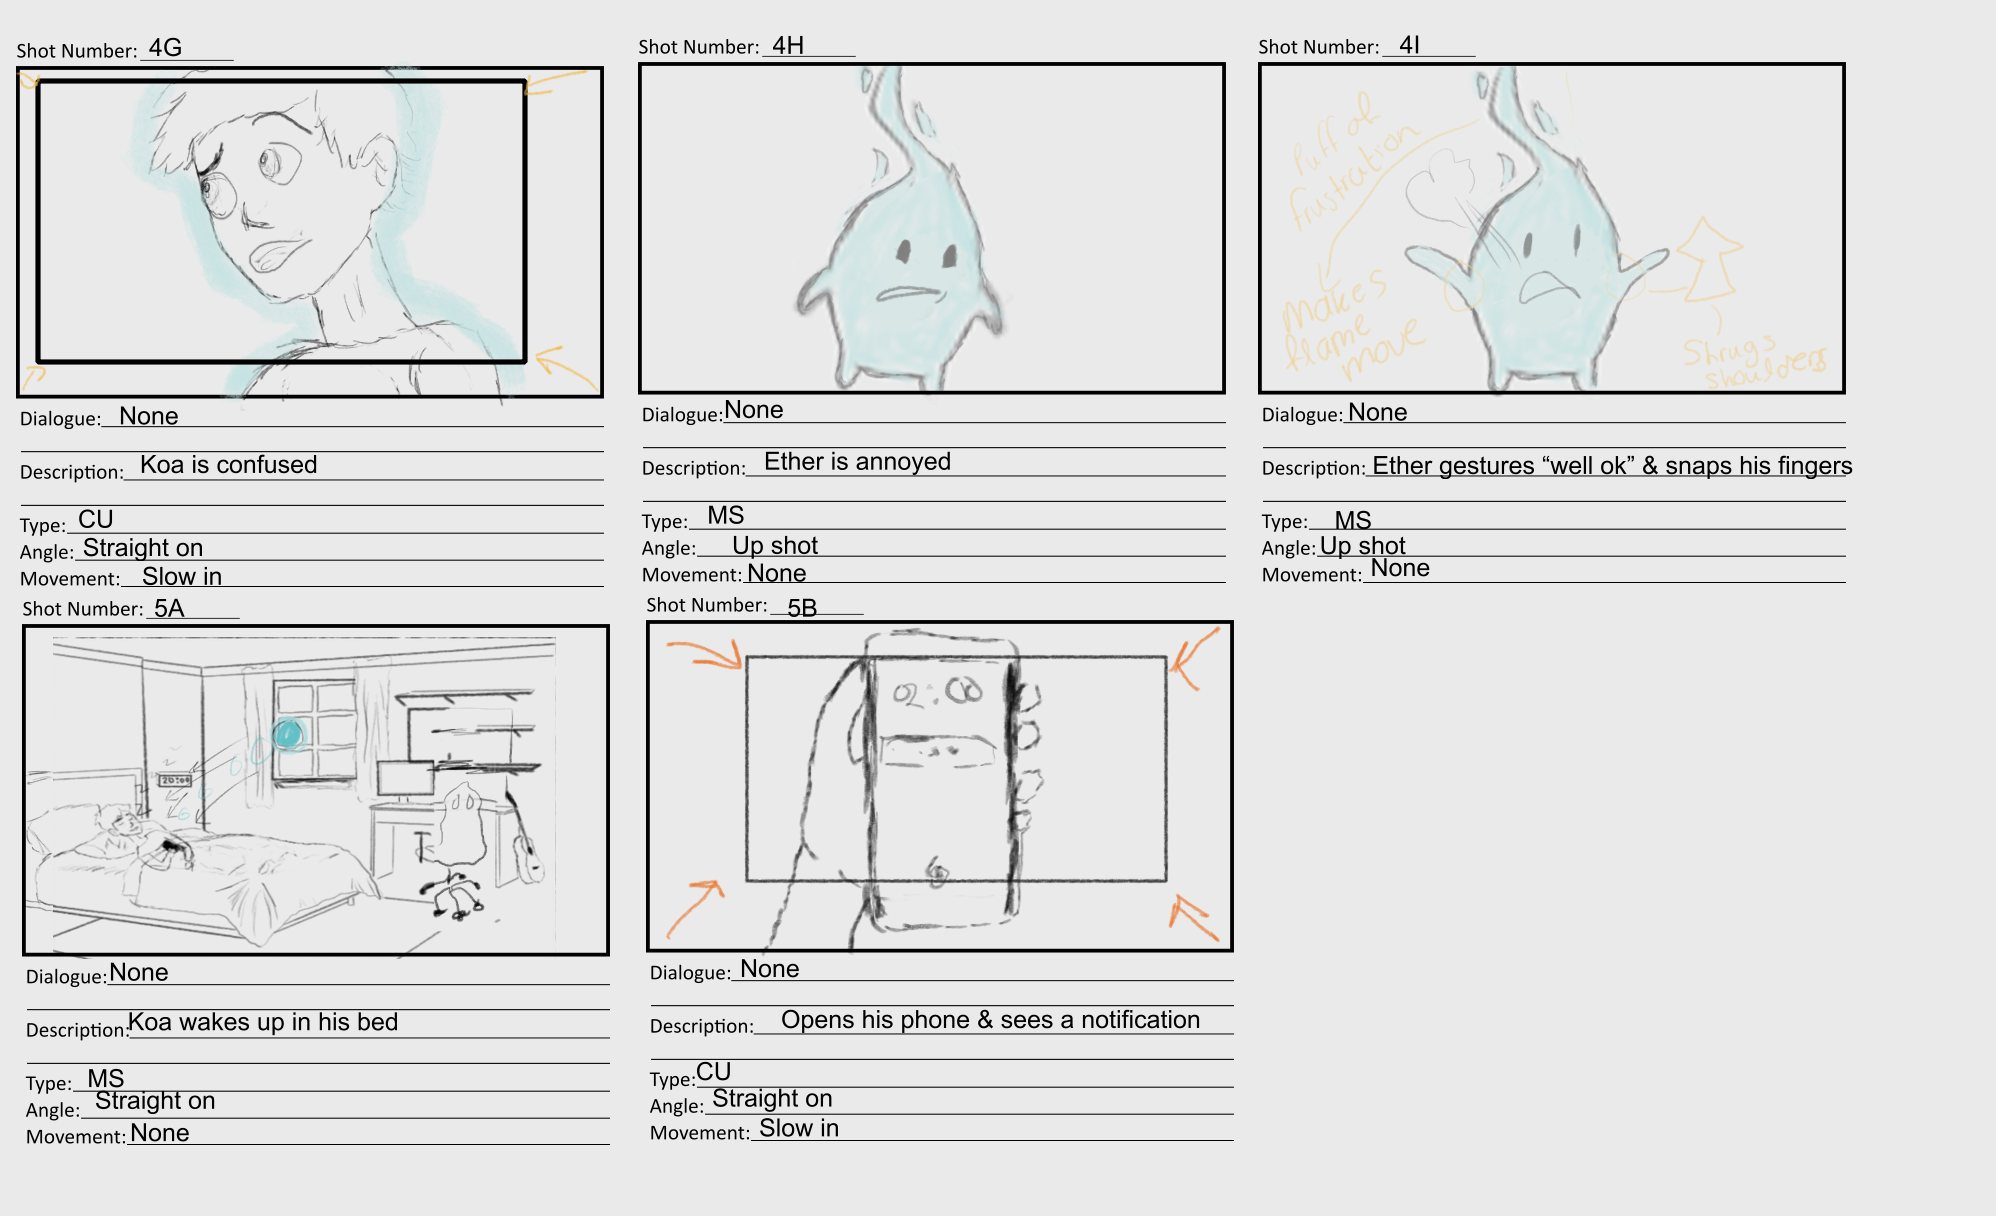 Shot Number: 4G
Dialogue: None
Description: Koa is confused
Type: CU
Angle: Straight on
Movement: Slow in
Shot Number: 4H
Dialogue: None
Description: Ether is annoyed
Type: MS
Angle: Up shot
Movement: None
Shot Number: 4I
Puff of
frustration
Makes
flame
move
Shrugs
shoulders
Dialogue: None
Description: Ether gestures “well ok” & snaps his fingers
Type: MS
Angle: Up shot
Movement: None
Shot Number: 5A
20:00
Dialogue: None
Description: Koa wakes up in his bed
Type: MS
Angle: Straight on
Movement: None
Shot Number: 5B
02:00
Dialogue: None
Description: Opens his phone & sees a notification
Type: CU
Angle: Straight on
Movement: Slow in